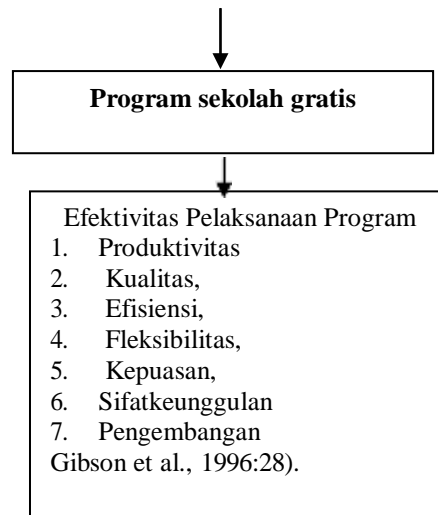 Program sekolah gratis
Efektivitas Pelaksanaan Program
1. Produktivitas
2. Kualitas,
3. Efisiensi,
4. Fleksibilitas,
5. Kepuasan,
6. Sifatkeunggulan
7. Pengembangan
Gibson et al., 1996:28).